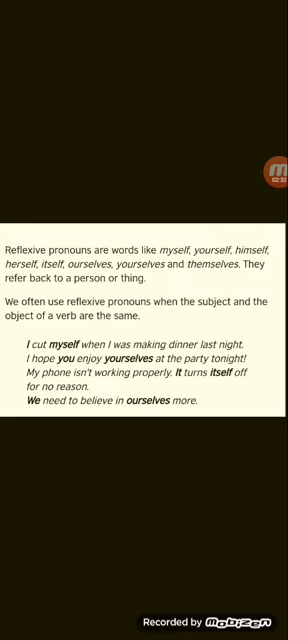 02:32
Reflexive pronouns are words like myself, yourself, himself,
herself, itself, ourselves, yourselves and themselves. They
refer back to a person or thing.
We often use reflexive pronouns when the subject and the
object of a verb are the same.
I cut myself when I was making dinner last night.
I hope you enjoy yourselves at the party tonight!
My phone isn't working properly. It turns itself off
for no reason.
We need to believe in ourselves more.
Recorded by mobizen